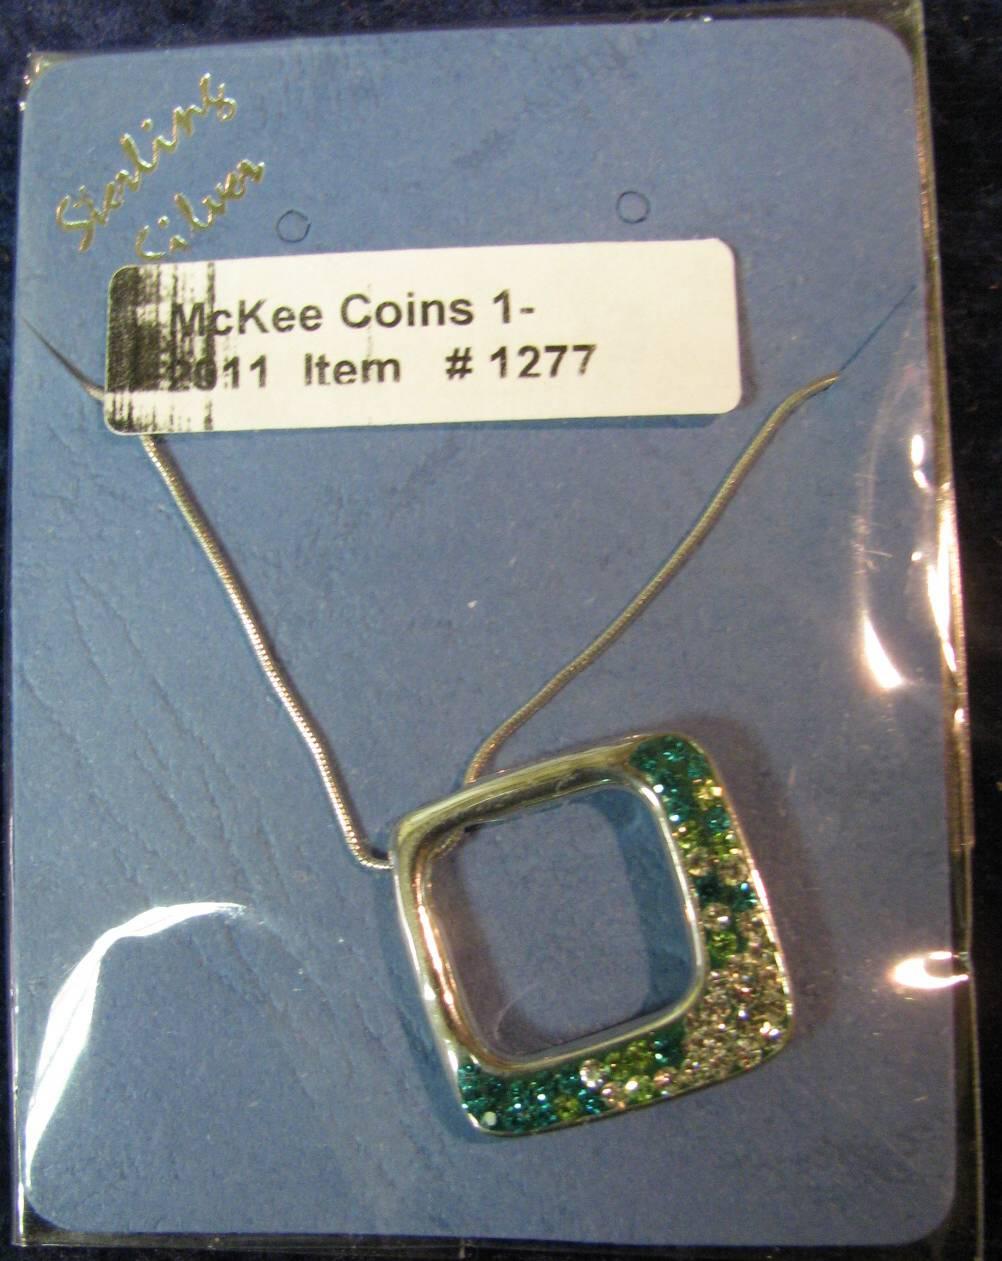 Sterling
Silver
McKee Coins 1-
2011 Item # 1277